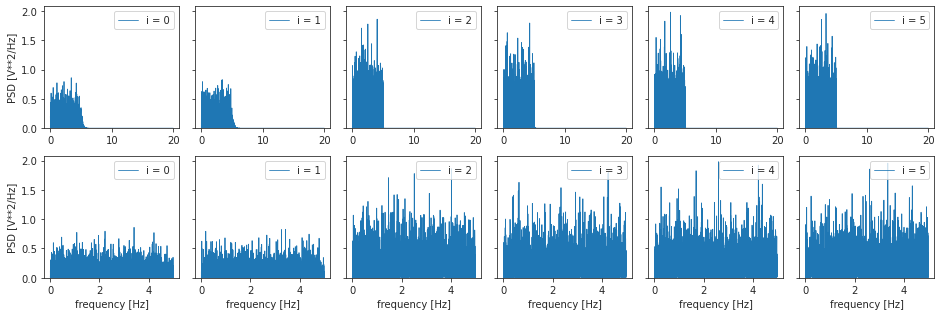 PSD [V**2/Hz]
2.0
1.5
1.0
0.5
0.0
i = 0
i = 1
i = 2
i = 3
i = 4
i = 5
0 10 20
0 10 20
0 10 20
0 10 20
0 10 20
0 10 20
PSD [V**2/Hz]
2.0
1.5
1.0
0.5
0.0
i = 0
i = 1
i = 2
i = 3
i = 4
i = 5
0 2 4
0 2 4
0 2 4
0 2 4
0 2 4
0 2 4
frequency [Hz]
frequency [Hz]
frequency [Hz]
frequency [Hz]
frequency [Hz]
frequency [Hz]